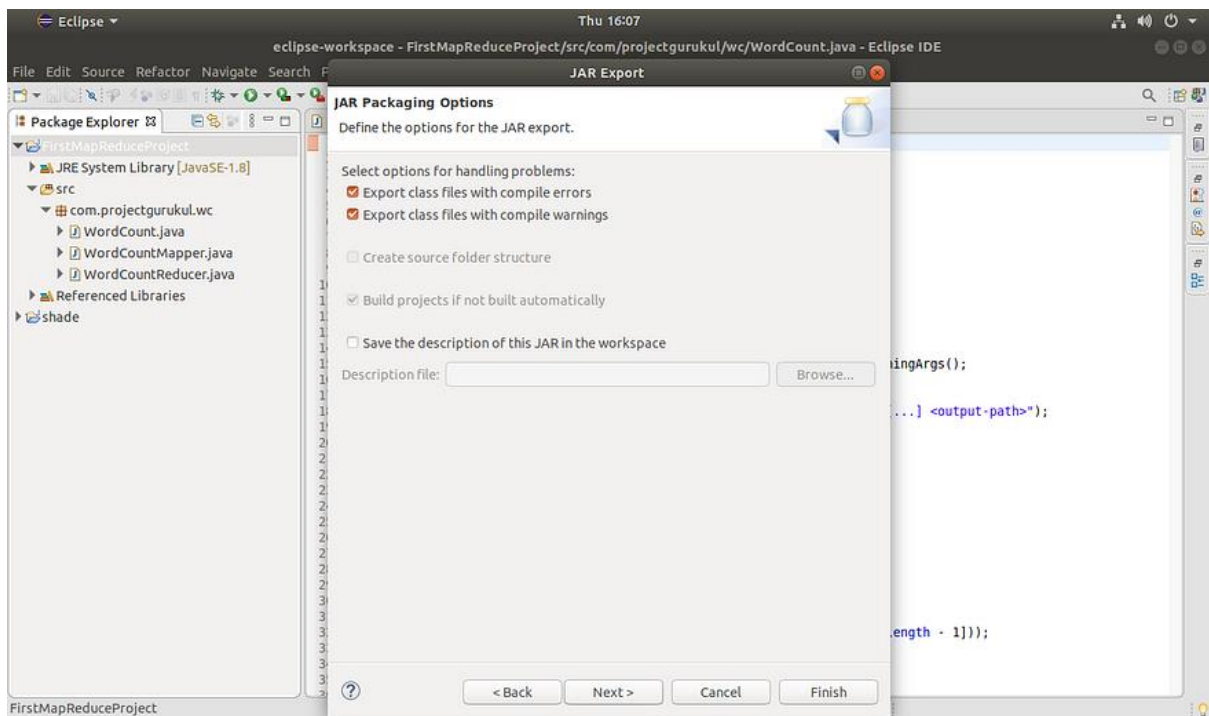 Eclipse
Thu 16:07
eclipse-workspace - FirstMapReduceProject/src/com/projectgurukul/wc/WordCount.java - Eclipse IDE
File Edit Source Refactor Navigate Search
JAR Export
Package Explorer
FirstMapReduceProject
JRE System Library [JavaSE-1.8]
src
com.projectgurukul.wc
WordCount.java
WordCountMapper.java
WordCountReducer.java
Referenced Libraries
shade
JAR Packaging Options
Define the options for the JAR export.
Select options for handling problems:
Export class files with compile errors
Export class files with compile warnings
Create source folder structure
Build projects if not built automatically
Save the description of this JAR in the workspace
Description file:
Browse...
< Back
Next >
Cancel
Finish
ingArgs();
...] <output-path>");
ength - 1]));
FirstMapReduceProject